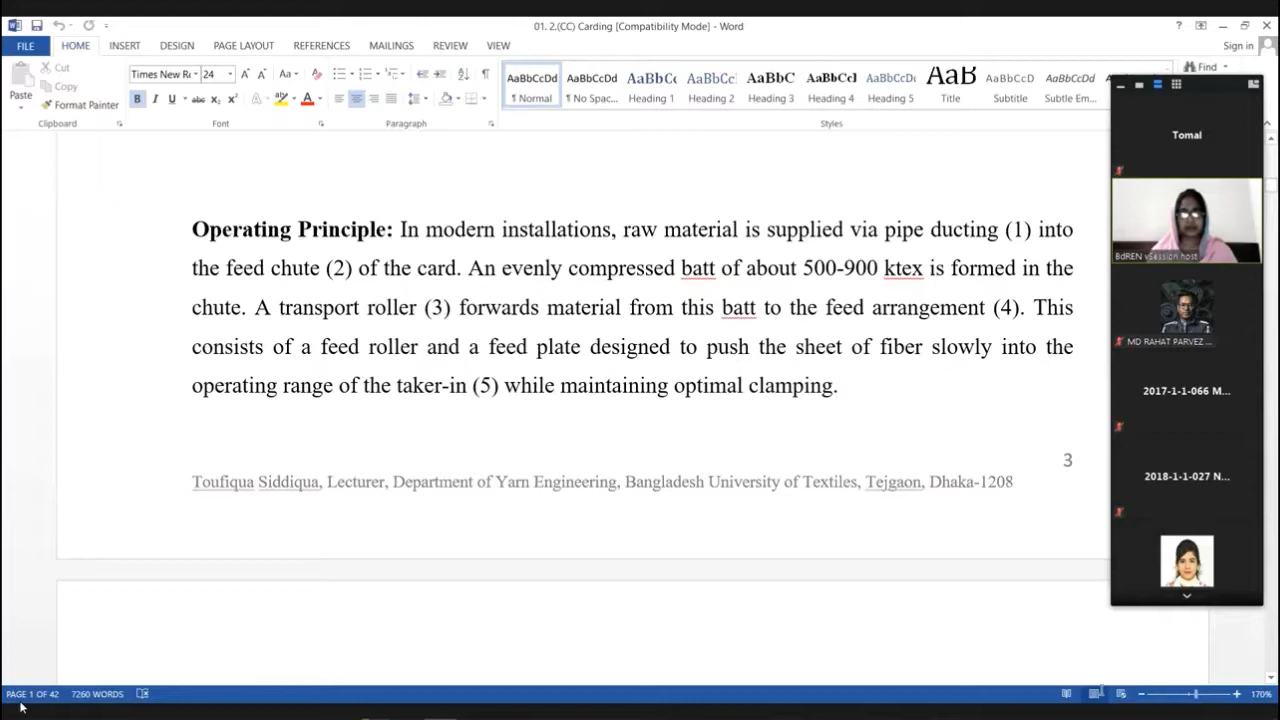 01. 2.(CC) Carding [Compatibility Mode] - Word
FILE HOME INSERT DESIGN PAGE LAYOUT REFERENCES MAILINGS REVIEW VIEW Sign in
Paste
Cut
Copy
Format Painter
Clipboard
Times New Rc 24
Font
Paragraph
AaBbCcDd AaBbCcDd AaBbC AaBbCc AaBbC AaBbCcI AaBbCcDc AaB AaBbCcD AaBbCcDd
¶ Normal ¶ No Spac... Heading 1 Heading 2 Heading 3 Heading 4 Heading 5 Title Subtitle Subtle Em...
Styles
Find
Operating Principle: In modern installations, raw material is supplied via pipe ducting (1) into
the feed chute (2) of the card. An evenly compressed batt of about 500-900 ktex is formed in the
chute. A transport roller (3) forwards material from this batt to the feed arrangement (4). This
consists of a feed roller and a feed plate designed to push the sheet of fiber slowly into the
operating range of the taker-in (5) while maintaining optimal clamping.
3
Toufiqua Siddiqua, Lecturer, Department of Yarn Engineering, Bangladesh University of Textiles, Tejgaon, Dhaka-1208
Tomal
BdREN vSession host
MD RAHAT PARVEZ ...
2017-1-1-066 M...
2018-1-1-027 N...
PAGE 1 OF 42 7260 WORDS 170%